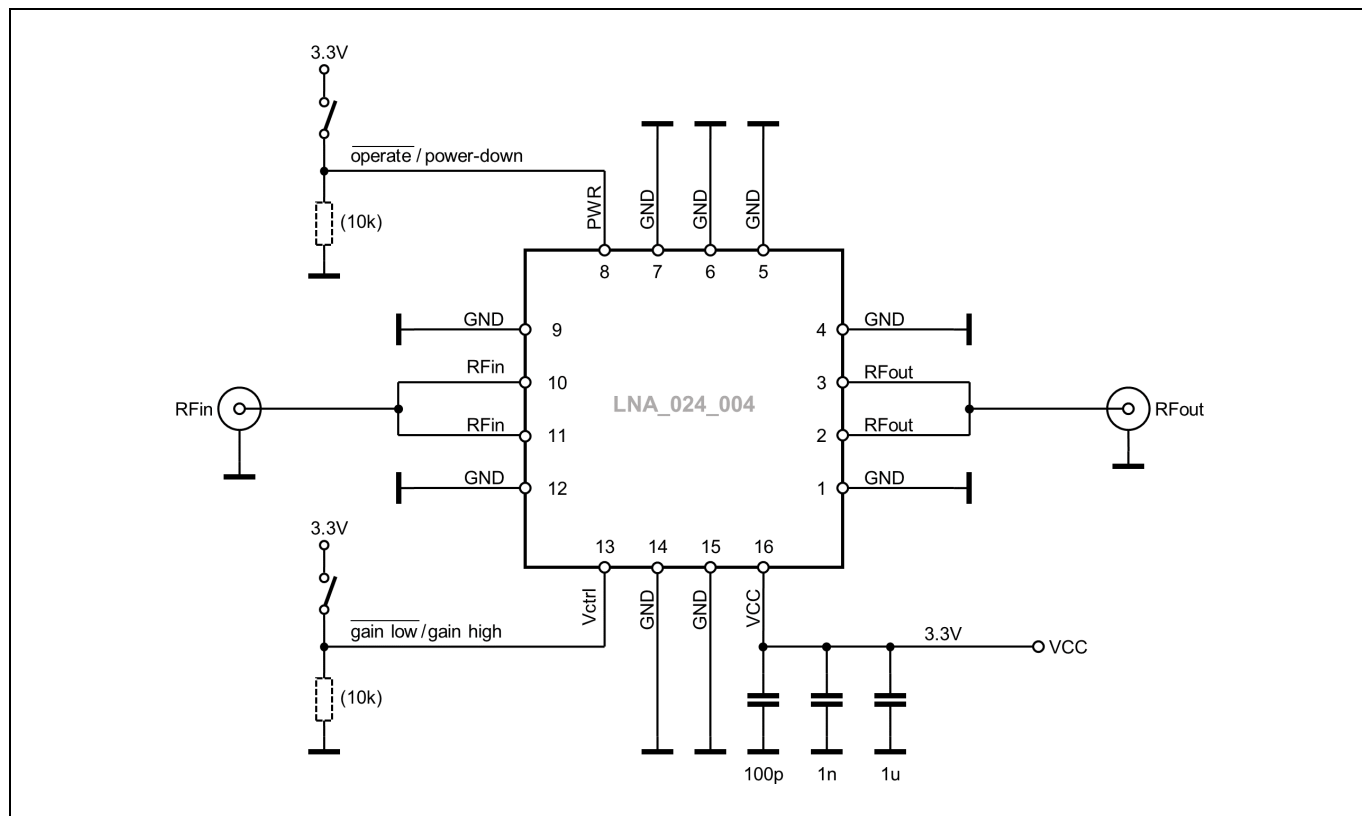 3.3V
operate/power-down
(10k)
PWR
GND
GND
GND
8
7
6
5
GND
9
4
GND
RFin
10
3
RFout
RFin
LNA_024_004
RFout
RFin
11
2
RFout
GND
12
1
GND
3.3V
13
14
15
16
Vctrl
GND
GND
VCC
gain low/gain high
3.3V
VCC
(10k)
100p
1n
1u